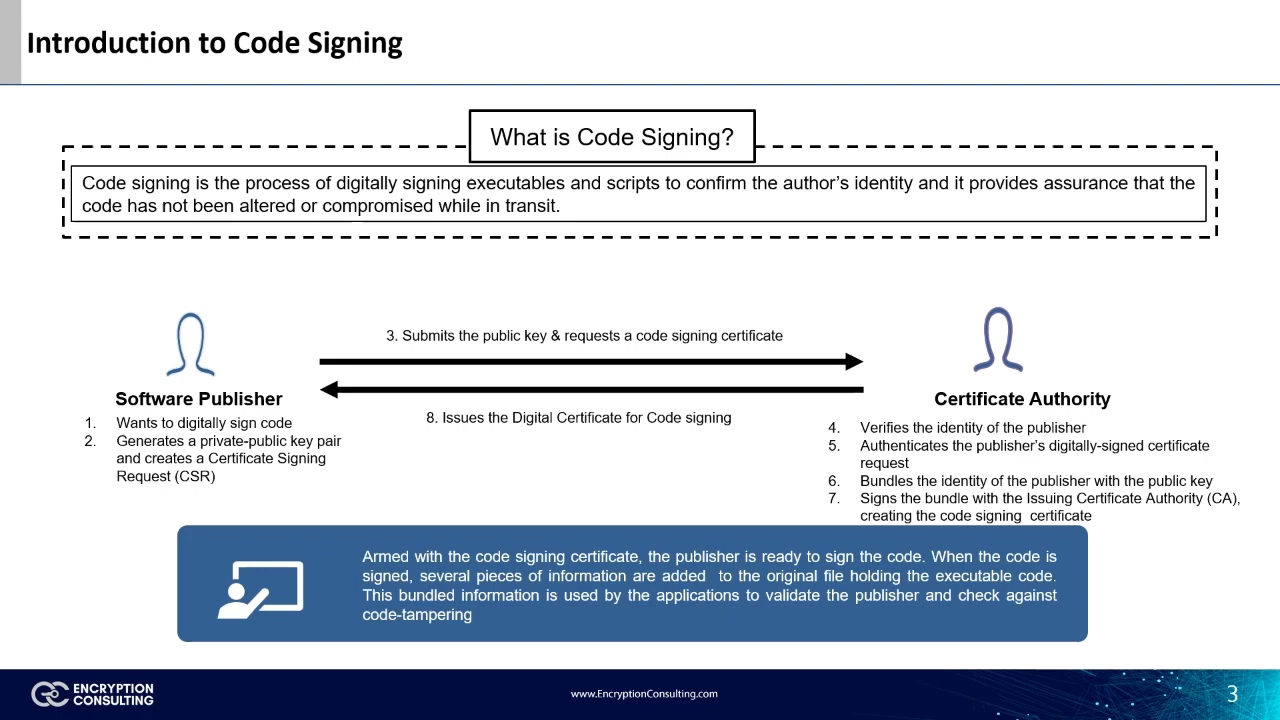 Introduction to Code Signing
What is Code Signing?
Code signing is the process of digitally signing executables and scripts to confirm the author’s identity and it provides assurance that the
code has not been altered or compromised while in transit.
3. Submits the public key & requests a code signing certificate
8. Issues the Digital Certificate for Code signing
Software Publisher
1. Wants to digitally sign code
2. Generates a private-public key pair
and creates a Certificate Signing
Request (CSR)
Certificate Authority
4. Verifies the identity of the publisher
5. Authenticates the publisher’s digitally-signed certificate
request
6. Bundles the identity of the publisher with the public key
7. Signs the bundle with the Issuing Certificate Authority (CA),
creating the code signing certificate
Armed with the code signing certificate, the publisher is ready to sign the code. When the code is
signed, several pieces of information are added to the original file holding the executable code.
This bundled information is used by the applications to validate the publisher and check against
code-tampering
ENCRYPTION
CONSULTING
www.EncryptionConsulting.com
3